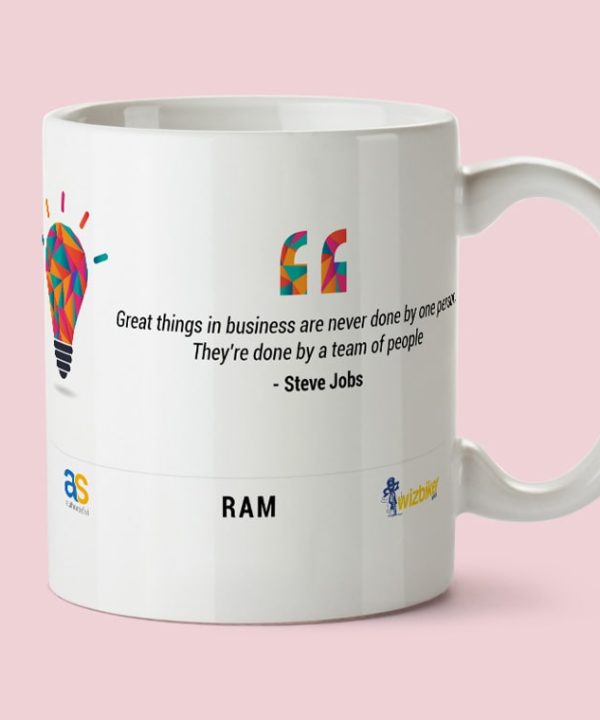 Great things in business are never done by one person.
They're done by a team of people
- Steve Jobs
as
RAM
wizbiker